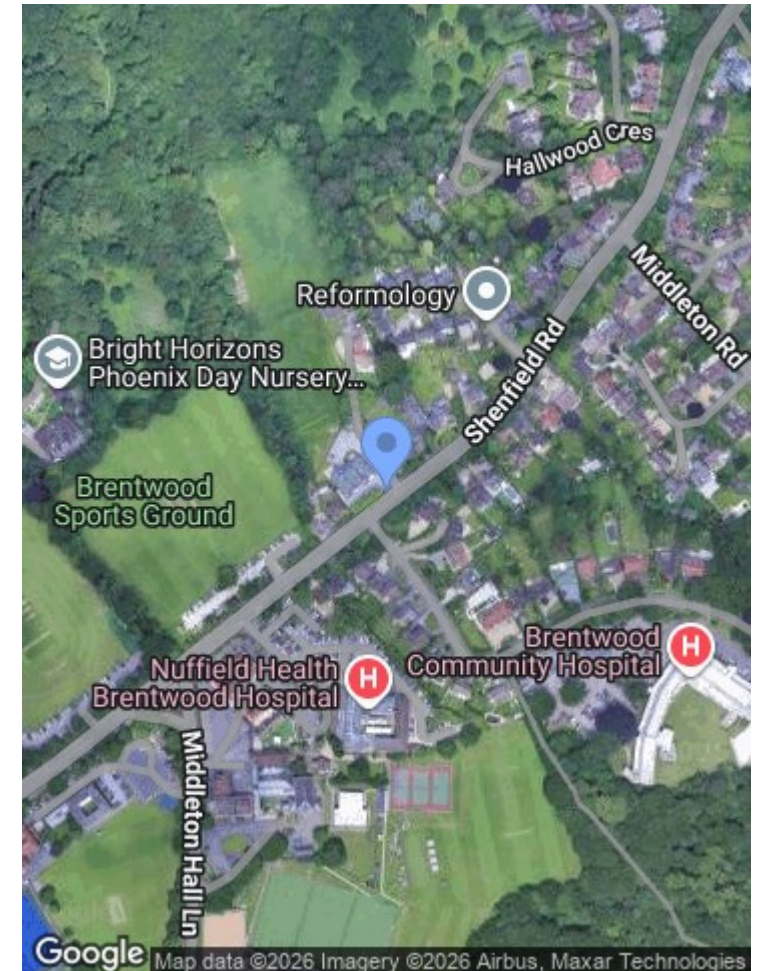 Hallwood Cres
Reformology
Middleton Rd
Bright Horizons
Phoenix Day Nursery...
Shenfield Rd
Brentwood
Sports Ground
Brentwood
Community Hospital
H
Nuffield Health
Brentwood Hospital
H
Middleton Hall Ln
Google
Map data ©2026 Imagery ©2026 Airbus, Maxar Technologies